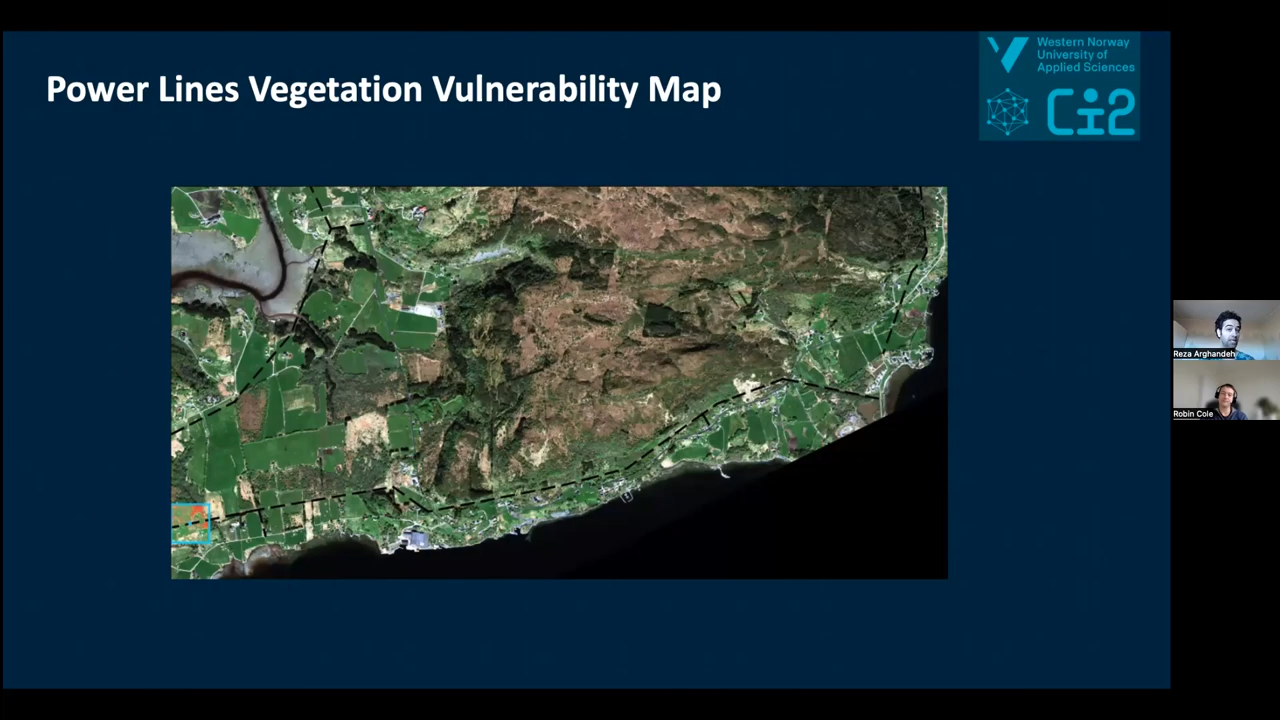 Power Lines Vegetation Vulnerability Map
Western Norway
University of
Applied Sciences
Ci2
Reza Arghandeh
Robin Cole